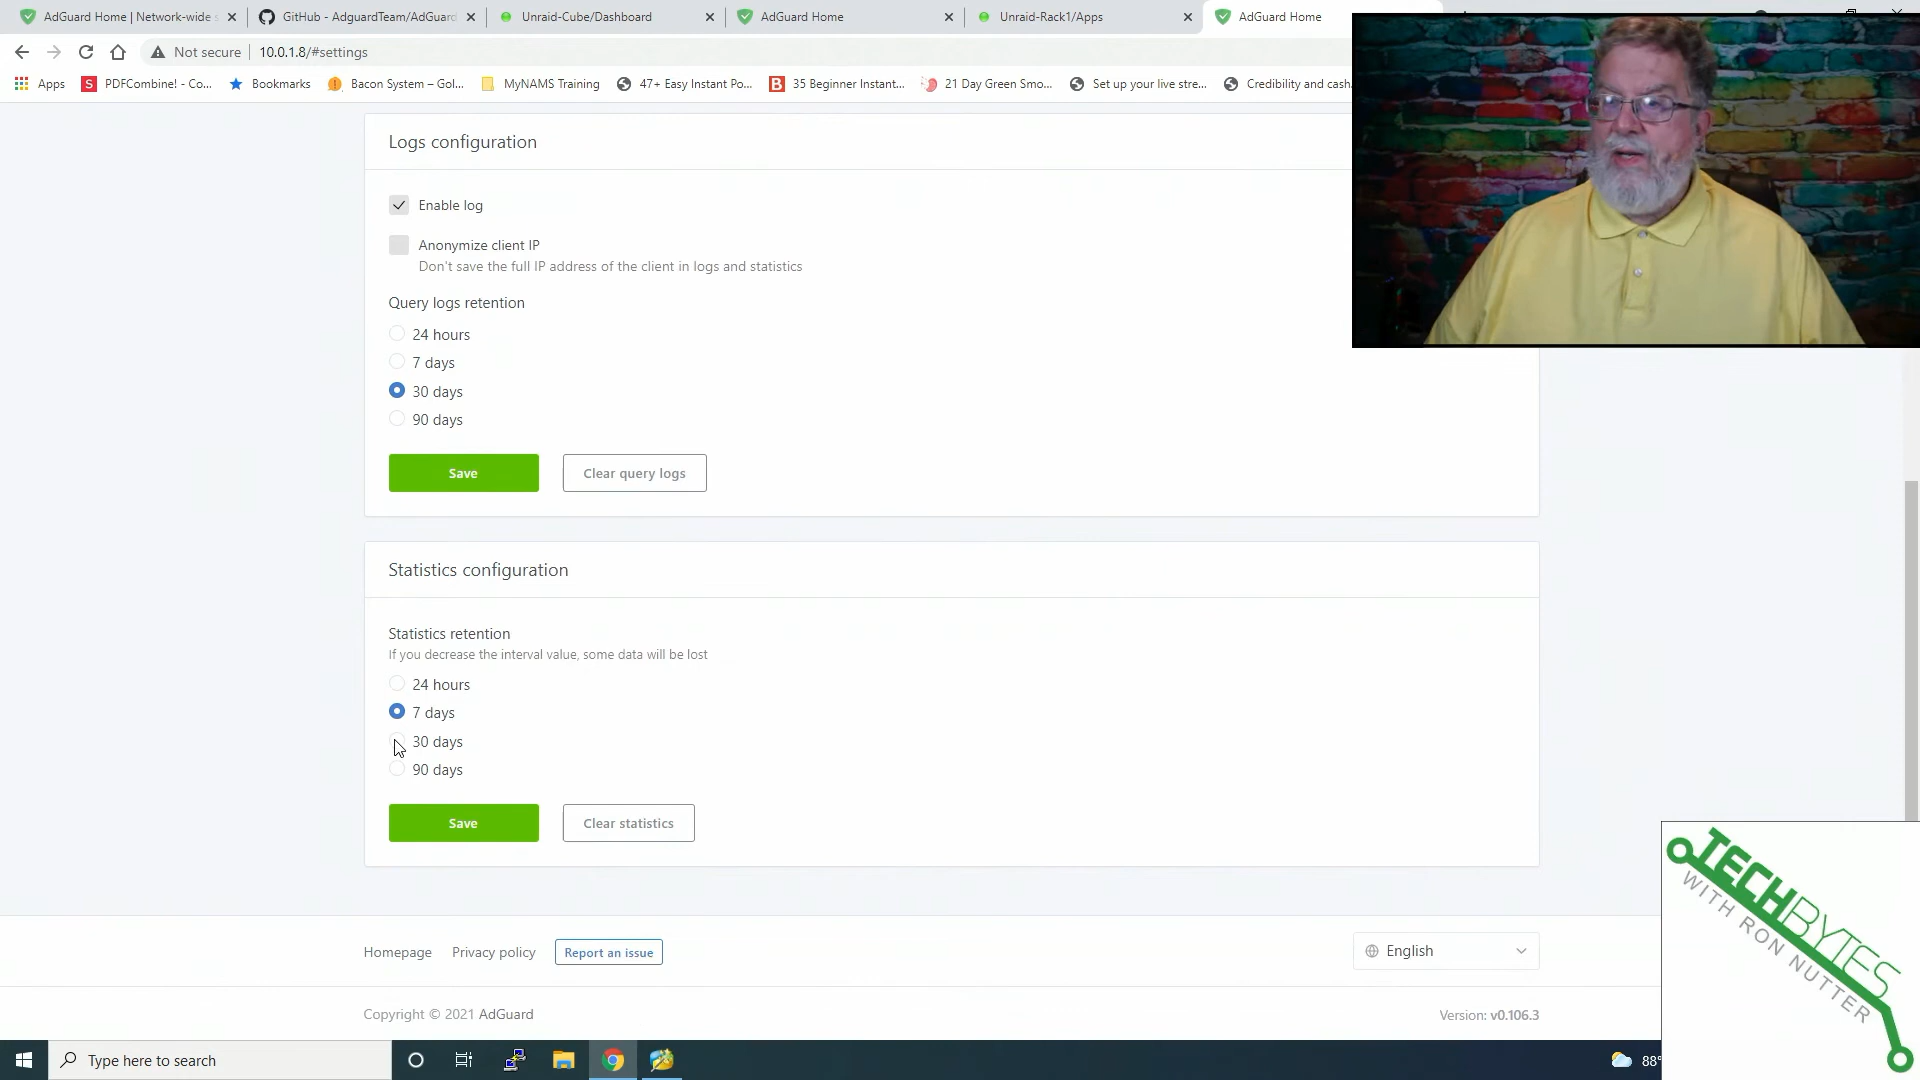 AdGuard Home | Network-wide s
GitHub - AdguardTeam/AdGuard
Unraid-Cube/Dashboard
AdGuard Home
Unraid-Rack1/Apps
AdGuard Home
Not secure
10.0.1.8/#settings
Apps
PDFCombine! - Co...
Bookmarks
Bacon System – Gol...
MyNAMS Training
47+ Easy Instant Po...
35 Beginner Instant...
21 Day Green Smo...
Set up your live stre...
Credibility and cash.
Logs configuration
Enable log
Anonymize client IP
Don't save the full IP address of the client in logs and statistics
Query logs retention
24 hours
7 days
30 days
90 days
Save
Clear query logs
Statistics configuration
Statistics retention
If you decrease the interval value, some data will be lost
24 hours
7 days
30 days
90 days
Save
Clear statistics
Homepage
Privacy policy
Report an issue
English
Copyright © 2021 AdGuard
Version: v0.106.3
TECHBYTES
WITH RON NUTTER
Type here to search
88°